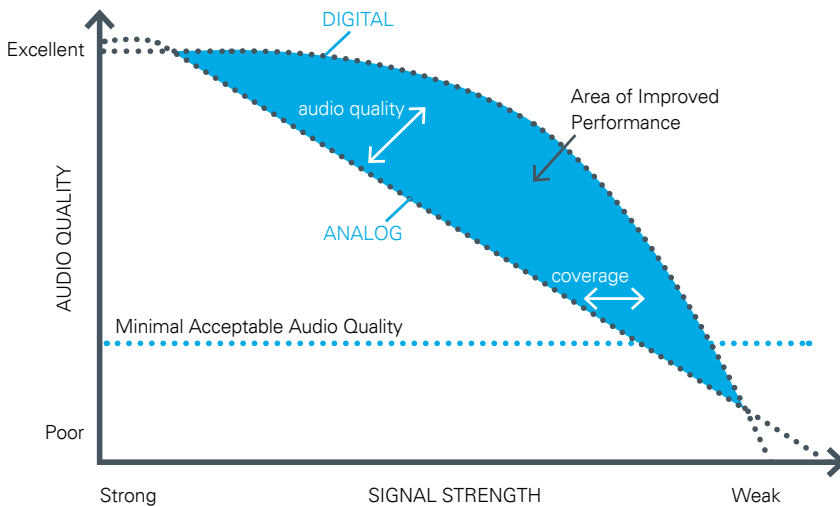 DIGITAL
Excellent
audio quality
Area of Improved
Performance
AUDIO QUALITY
ANALOG
coverage
Minimal Acceptable Audio Quality
Poor
Strong
SIGNAL STRENGTH
Weak